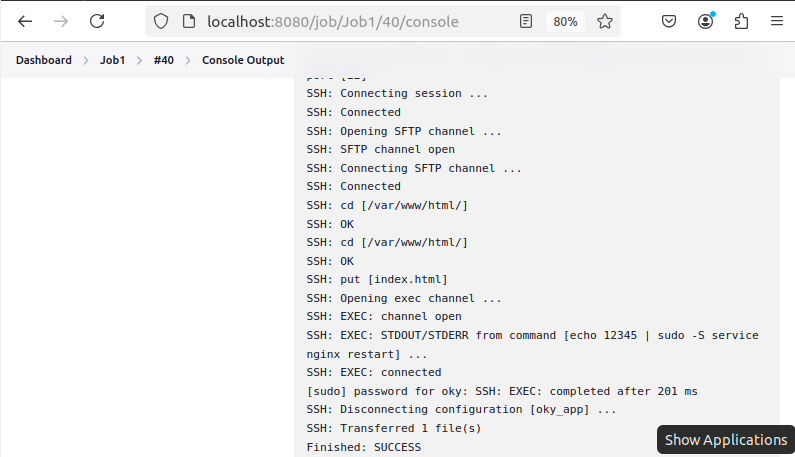 localhost:8080/job/Job1/40/console
80%
Dashboard > Job1 > #40 > Console Output
SSH: Connecting session ...
SSH: Connected
SSH: Opening SFTP channel ...
SSH: SFTP channel open
SSH: Connecting SFTP channel ...
SSH: Connected
SSH: cd [/var/www/html/]
SSH: OK
SSH: cd [/var/www/html/]
SSH: OK
SSH: put [index.html]
SSH: Opening exec channel ...
SSH: EXEC: channel open
SSH: EXEC: STDOUT/STDERR from command [echo 12345 | sudo -S service
nginx restart] ...
SSH: EXEC: connected
[sudo] password for oky: SSH: EXEC: completed after 201 ms
SSH: Disconnecting configuration [oky_app] ...
SSH: Transferred 1 file(s)
Finished: SUCCESS
Show Applications